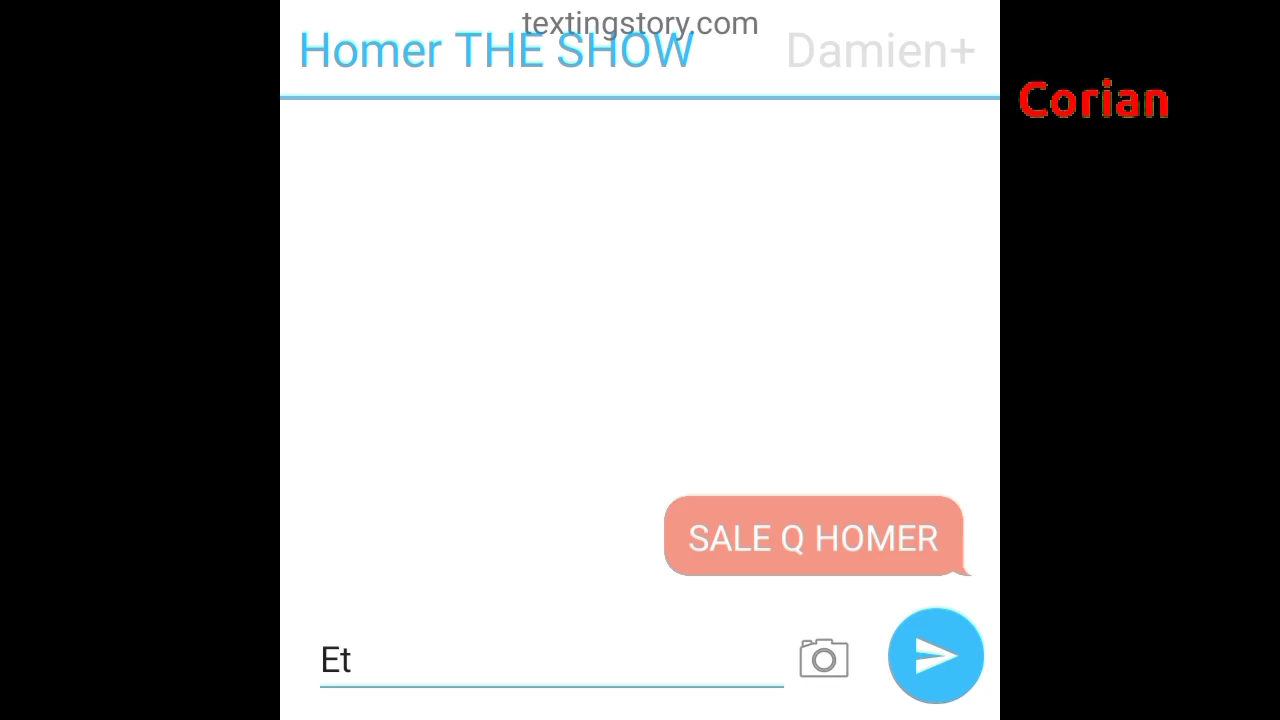 textingstory.com
Homer THE SHOW Damien+
Corian
SALE Q HOMER
Et